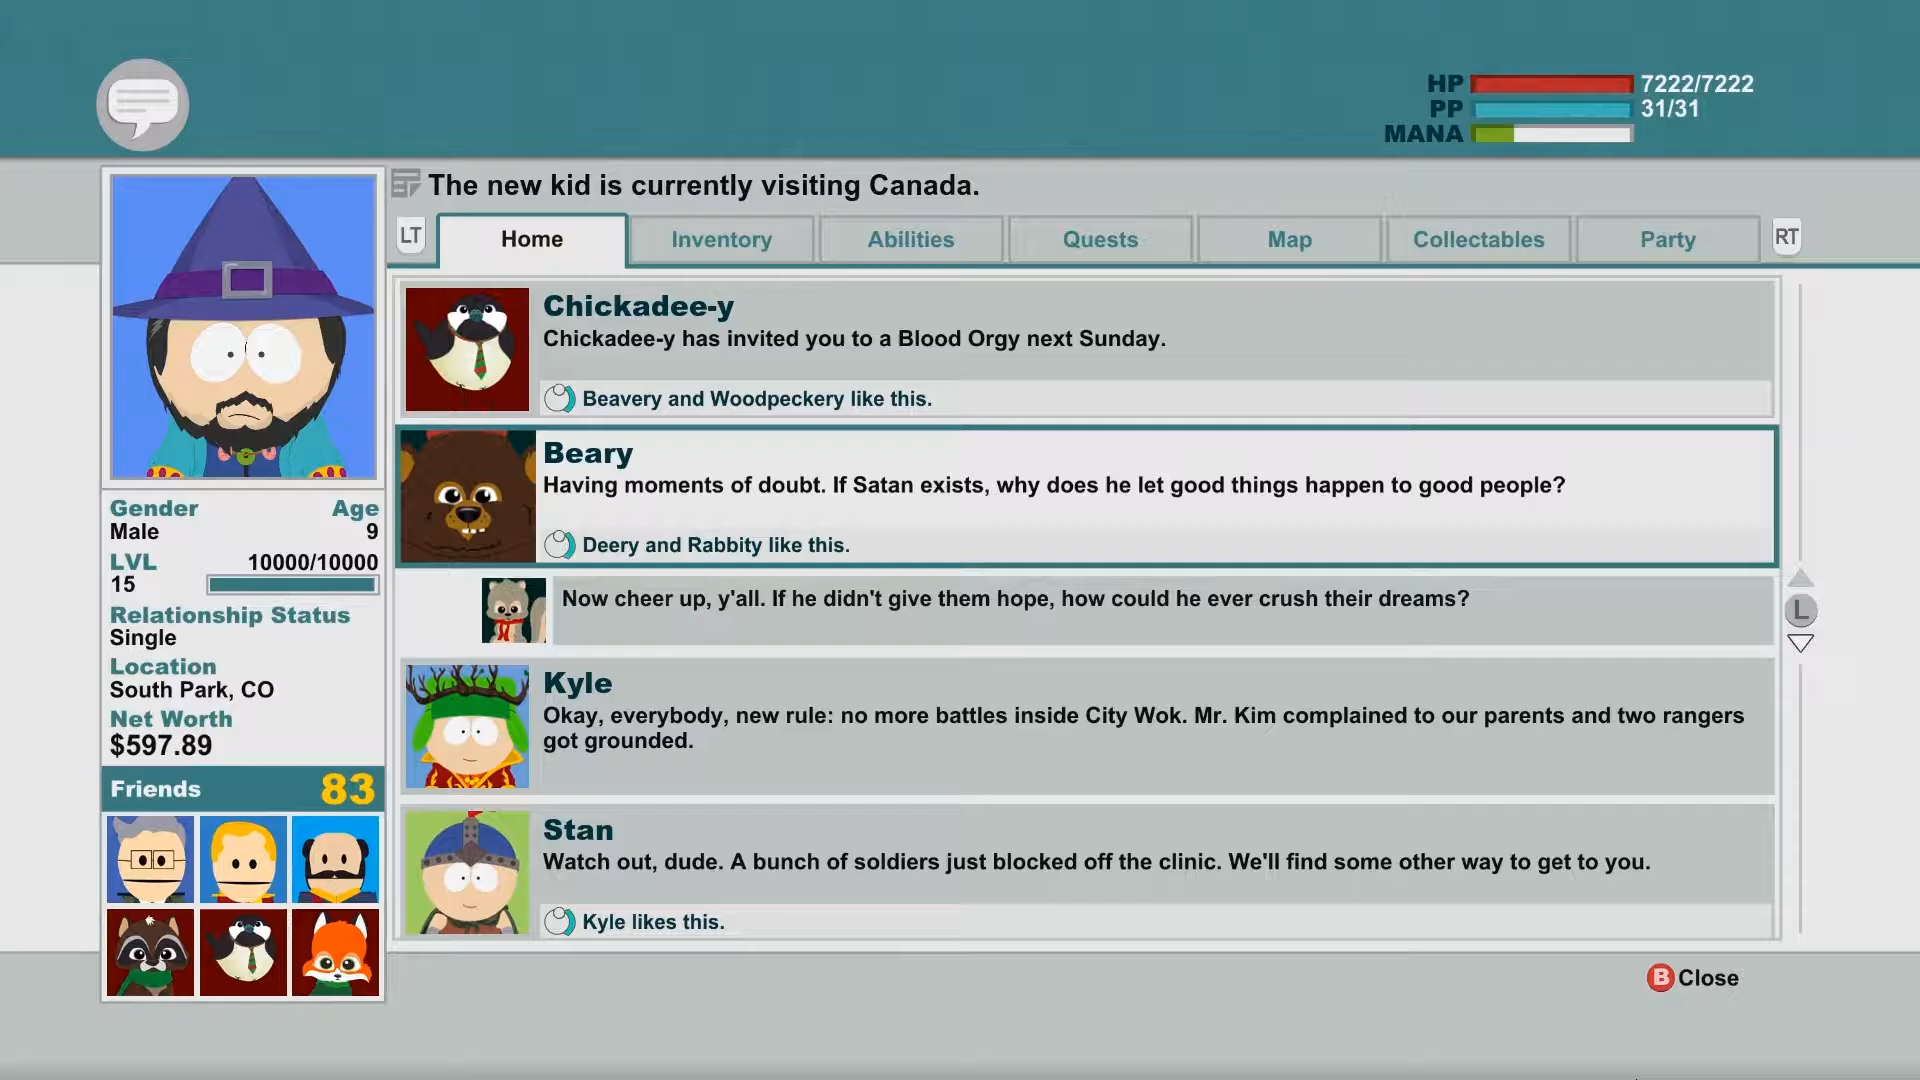 HP 7222/7222
PP 31/31
MANA
The new kid is currently visiting Canada.
LT Home Inventory Abilities Quests Map Collectables Party RT
Gender Age
Male 9
LVL 10000/10000
15
Relationship Status
Single
Location
South Park, CO
Net Worth
$597.89
Friends 83
Chickadee-y
Chickadee-y has invited you to a Blood Orgy next Sunday.
Beavery and Woodpeckery like this.
Beary
Having moments of doubt. If Satan exists, why does he let good things happen to good people?
Deery and Rabbity like this.
Now cheer up, y'all. If he didn't give them hope, how could he ever crush their dreams?
L
Kyle
Okay, everybody, new rule: no more battles inside City Wok. Mr. Kim complained to our parents and two rangers
got grounded.
Stan
Watch out, dude. A bunch of soldiers just blocked off the clinic. We'll find some other way to get to you.
Kyle likes this.
B Close